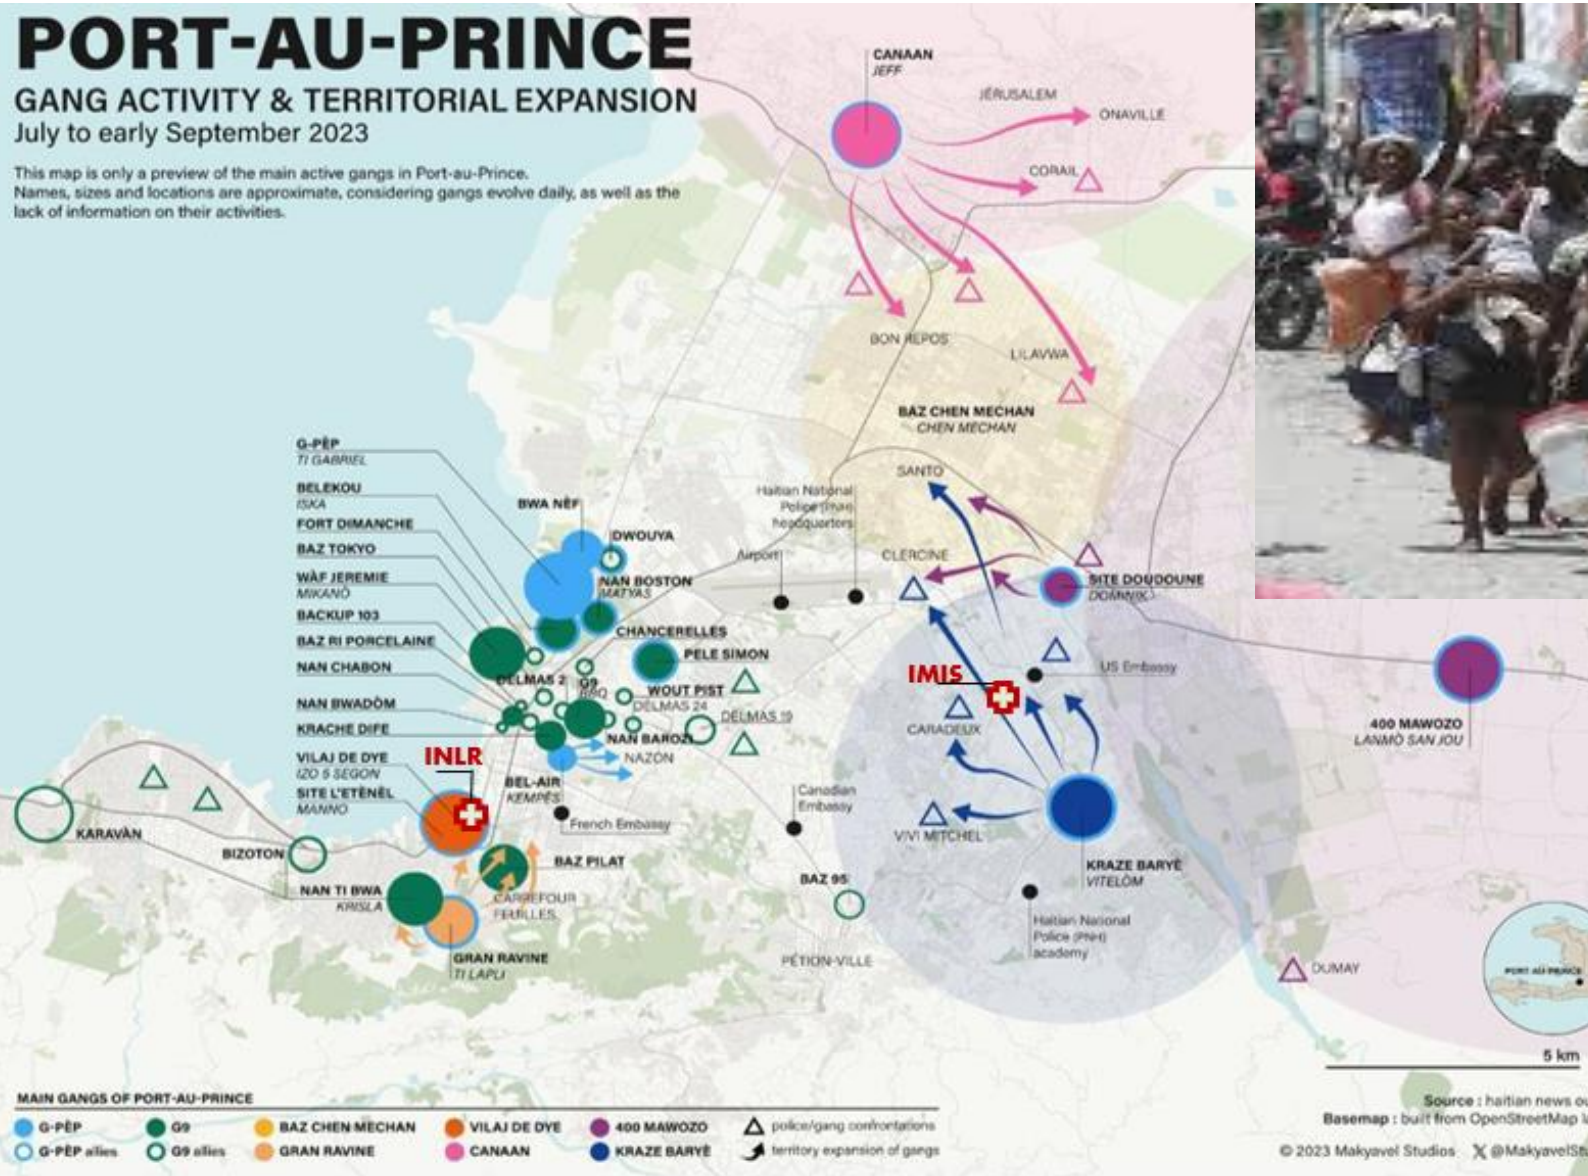 PORT-AU-PRINCE
GANG ACTIVITY & TERRITORIAL EXPANSION
July to early September 2023
This map is only a preview of the main active gangs in Port-au-Prince.
Names, sizes and locations are approximate, considering gangs evolve daily, as well as the
lack of information on their activities.
CANAAN
JEFF
JÉRUSALEM
ONAVILLE
CORAIL
BON REPOS
LILAVWA
BAZ CHEN MECHAN
CHEN MECHAN
SANTO
G-PÈP
TI GABRIEL
BELEKOU
ISKA
FORT DIMANCHE
BAZ TOKYO
WÀF JEREMIE
MIKANÒ
BACKUP 103
BAZ RI PORCELAINE
NAN CHABON
NAN BWADÒM
KRACHE DIFE
VILAJ DE DYE
IZO 5 SEGON
SITE L'ETÈNÈL
MANNO
BWA NÈF
DWOUYA
NAN BOSTON
MATYAS
CHANCERELLES
PELE SIMON
DELMAS 2
G9
BBQ
WOUT PIST
DELMAS 24
DELMAS 19
NAN BAROZI
NAZON
BEL-AIR
KEMPÈS
French Embassy
Haitian National
Police (PNH)
headquarters
Airport
CLERCINE
SITE DOUDOUNE
DOMINIK
US Embassy
IMIS
CARADEUX
400 MAWOZO
LANMÒ SAN JOU
INLR
Canadian
Embassy
VIVI MITCHEL
KRAZE BARYÈ
VITELÒM
KARAVÀN
BIZOTON
BAZ PILAT
CARREFOUR
FEUILLES
NAN TI BWA
KRISLA
GRAN RAVINE
TI LAPLI
BAZ 95
PÉTION-VILLE
Haitian National
Police (PNH)
academy
DUMAY
PORT-AU-PRINCE
5 km
MAIN GANGS OF PORT-AU-PRINCE
G-PÈP
G9
BAZ CHEN MECHAN
VILAJ DE DYE
400 MAWOZO
police/gang confrontations
G-PÈP allies
G9 allies
GRAN RAVINE
CANAAN
KRAZE BARYÈ
territory expansion of gangs
Source : haitian news
Basemap : built from OpenStreetMap
© 2023 Makyavel Studios X @MakyavelSt